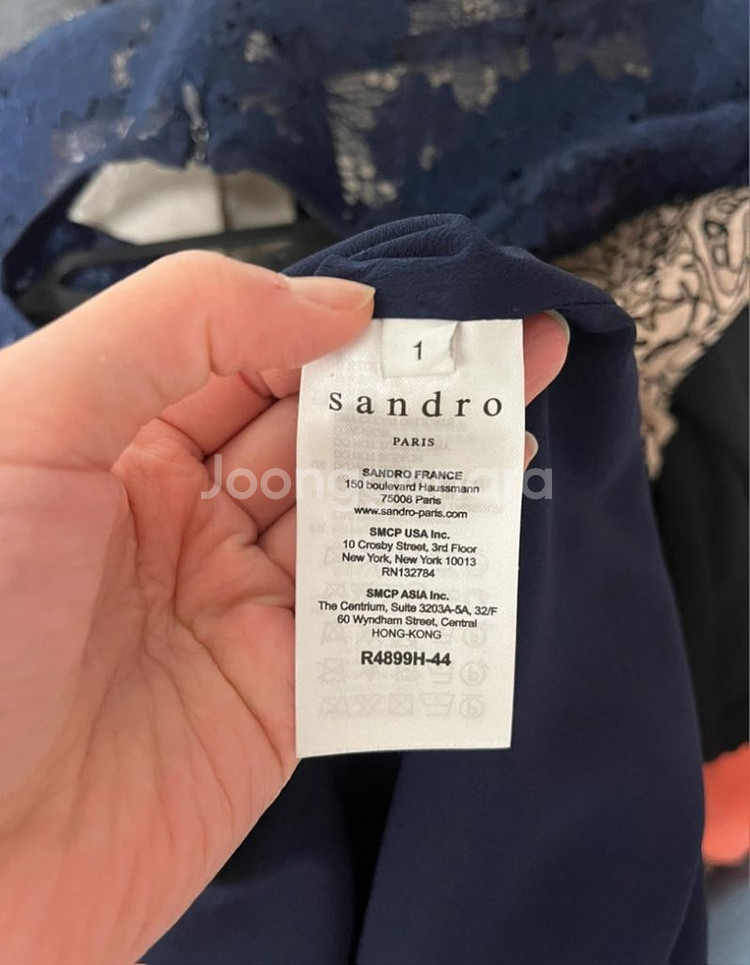 1
sandro
PARIS
SANDRO FRANCE
150 boulevard Haussmann
75008 Paris
www.sandro-paris.com
SMCP USA Inc.
10 Crosby Street, 3rd Floor
New York, New York 10013
RN132784
SMCP ASIA Inc.
The Centrium, Suite 3203A-5A, 32/F
60 Wyndham Street, Central
HONG-KONG
R4899H-44